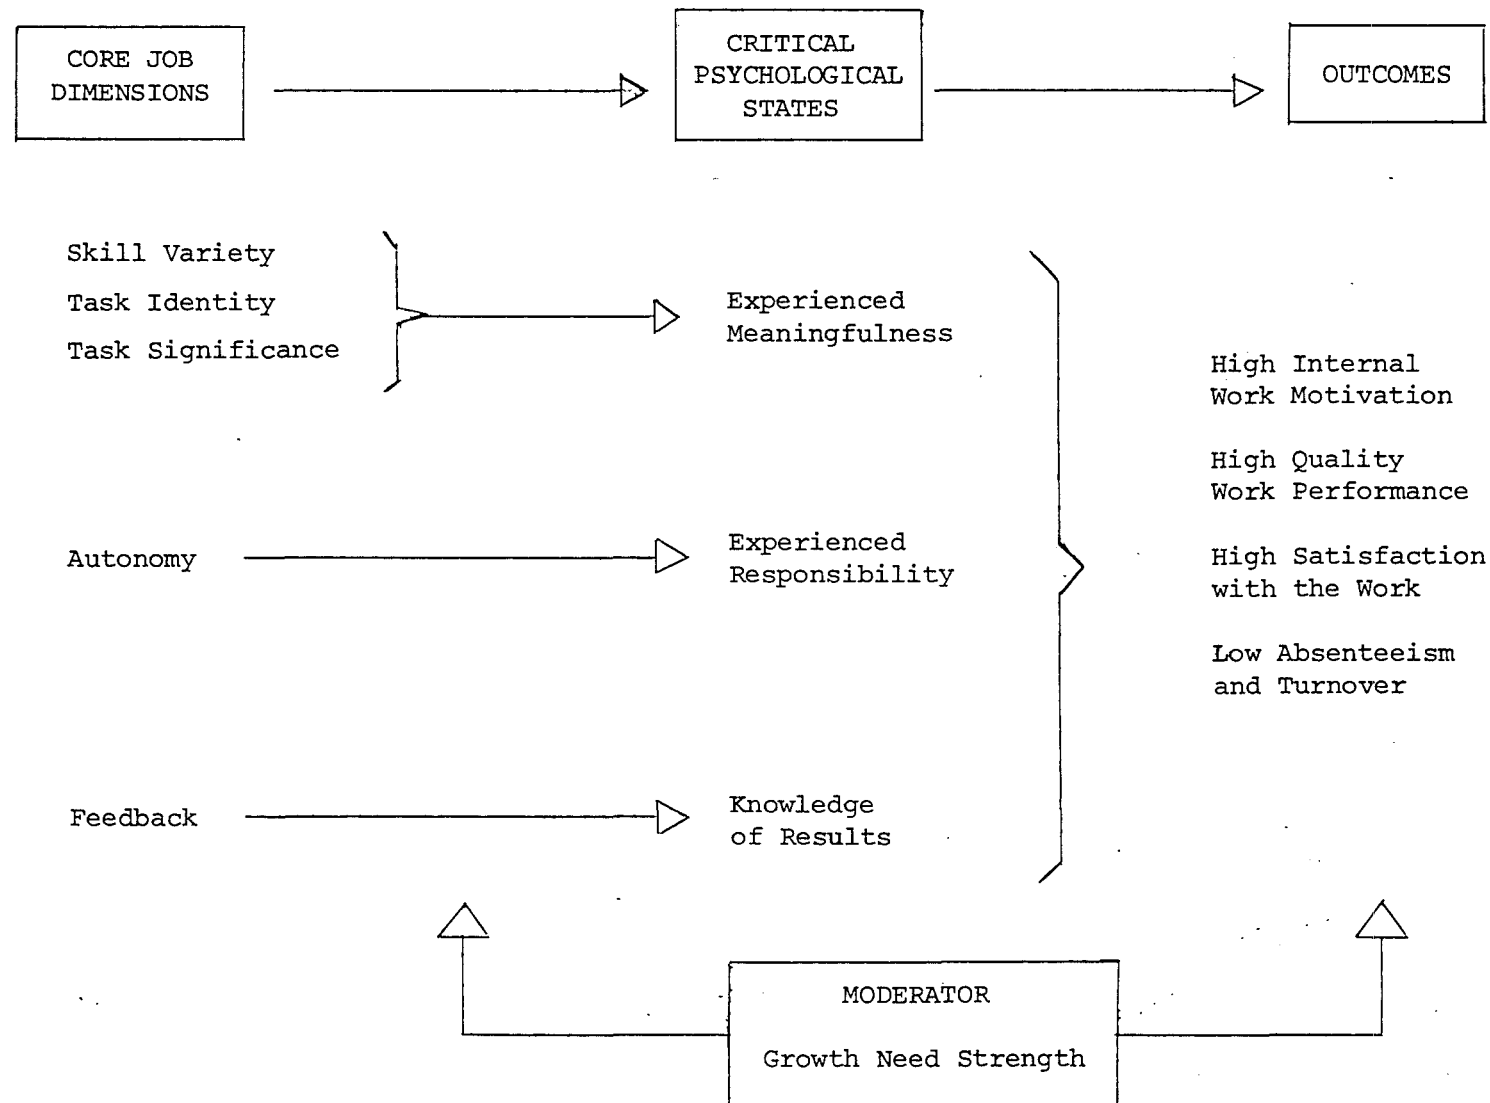 CORE JOB
DIMENSIONS
CRITICAL
PSYCHOLOGICAL
STATES
OUTCOMES
Skill Variety
Task Identity
Task Significance
Experienced
Meaningfulness
Autonomy
Experienced
Responsibility
Feedback
Knowledge
of Results
High Internal
Work Motivation
High Quality
Work Performance
High Satisfaction
with the Work
Low Absenteeism
and Turnover
MODERATOR
Growth Need Strength